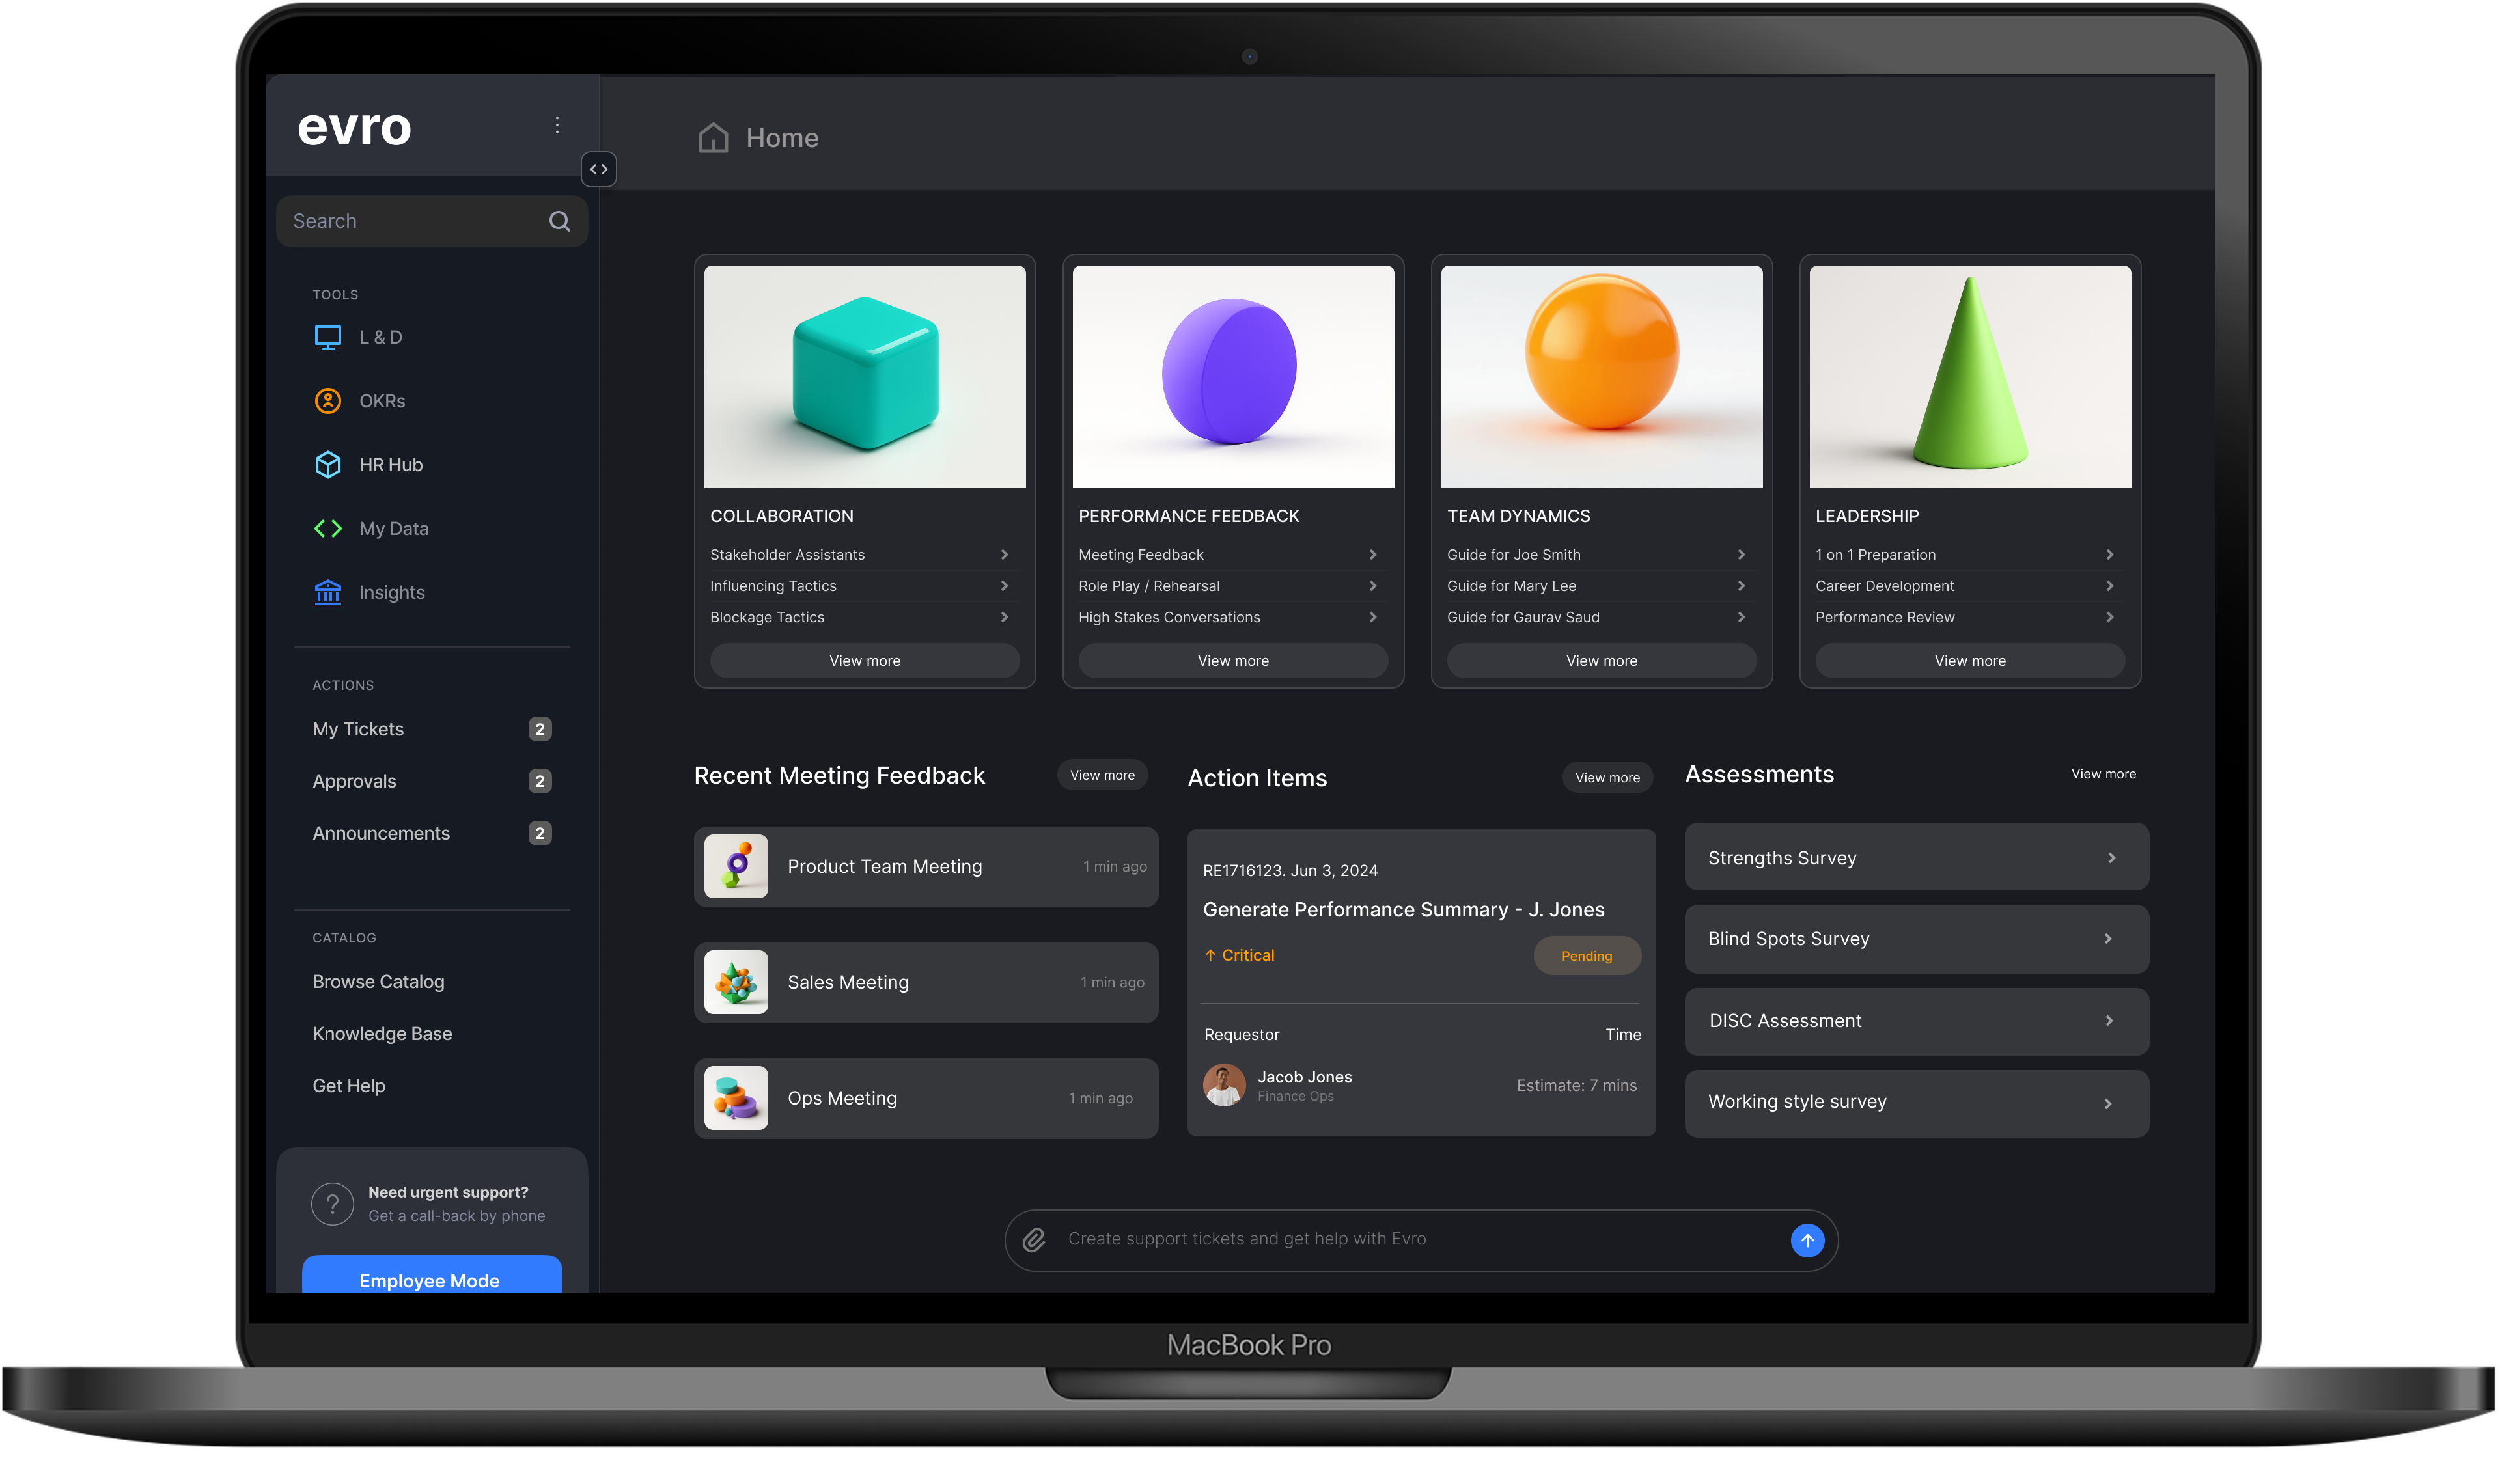 evro
Home
Search
TOOLS
L & D
OKRs
HR Hub
My Data
Insights
ACTIONS
My Tickets 2
Approvals 2
Announcements 2
CATALOG
Browse Catalog
Knowledge Base
Get Help
Need urgent support?
Get a call-back by phone
Employee Mode
COLLABORATION
Stakeholder Assistants
Influencing Tactics
Blockage Tactics
View more
PERFORMANCE FEEDBACK
Meeting Feedback
Role Play / Rehearsal
High Stakes Conversations
View more
TEAM DYNAMICS
Guide for Joe Smith
Guide for Mary Lee
Guide for Gaurav Saud
View more
LEADERSHIP
1 on 1 Preparation
Career Development
Performance Review
View more
Recent Meeting Feedback View more
Product Team Meeting 1 min ago
Sales Meeting 1 min ago
Ops Meeting 1 min ago
Action Items View more
RE1716123. Jun 3, 2024
Generate Performance Summary - J. Jones
↑ Critical Pending
Requestor Time
Jacob Jones
Finance Ops
Estimate: 7 mins
Assessments View more
Strengths Survey
Blind Spots Survey
DISC Assessment
Working style survey
Create support tickets and get help with Evro
MacBook Pro